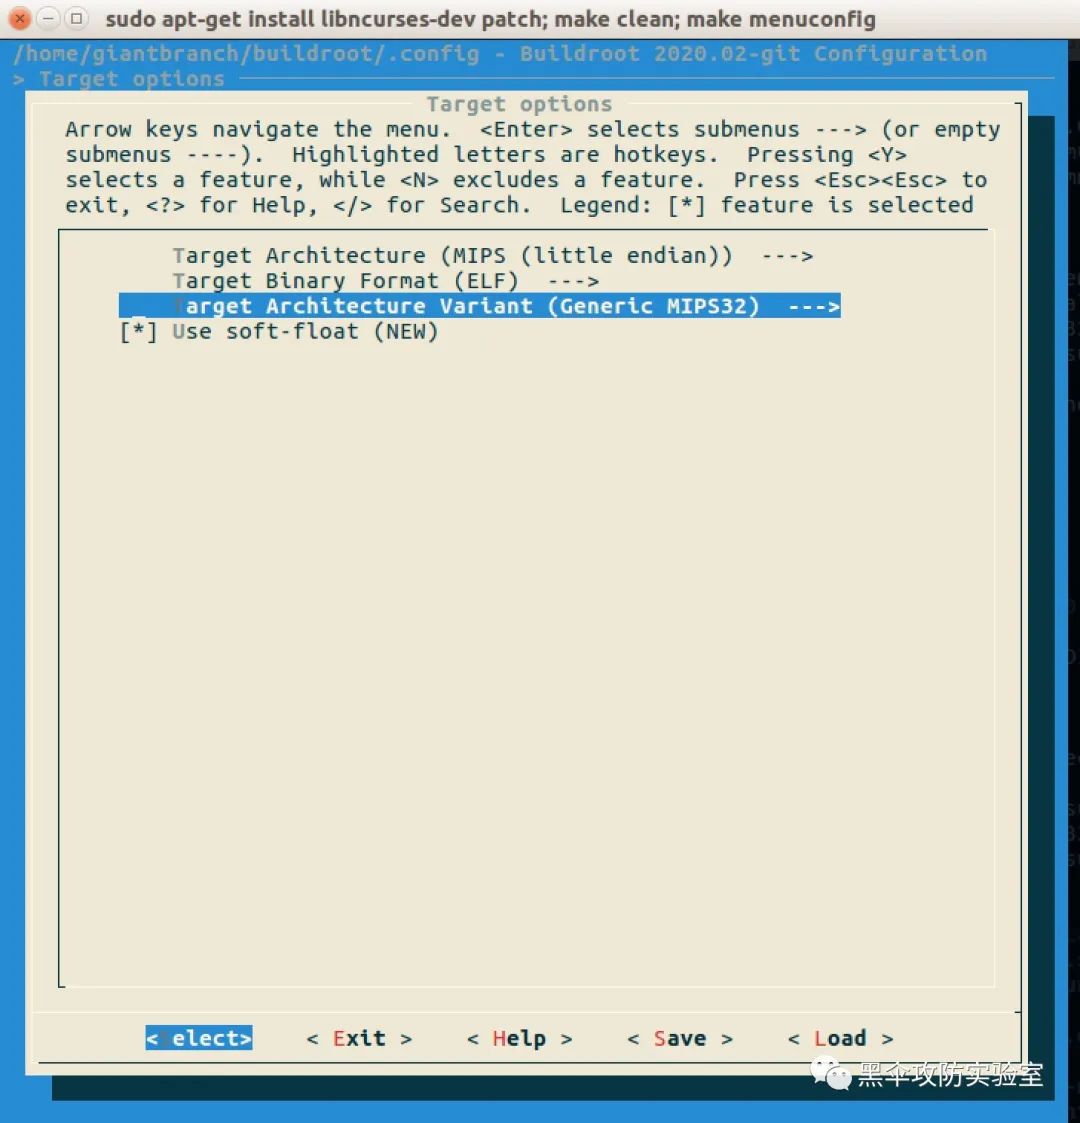 sudo apt-get install libncurses-dev patch; make clean; make menuconfig
/home/giantbranch/buildroot/.config - Buildroot 2020.02-git Configuration
> Target options
Target options
Arrow keys navigate the menu.  <Enter> selects submenus ---> (or empty
submenus ----).  Highlighted letters are hotkeys.  Pressing <Y>
selects a feature, while <N> excludes a feature.  Press <Esc><Esc> to
exit, <?> for Help, </> for Search.  Legend: [*] feature is selected
Target Architecture (MIPS (little endian))  --->
Target Binary Format (ELF)  --->
Target Architecture Variant (Generic MIPS32)  --->
[*] Use soft-float (NEW)
<Select>    < Exit >    < Help >    < Save >    < Load >
黑伞攻防实验室